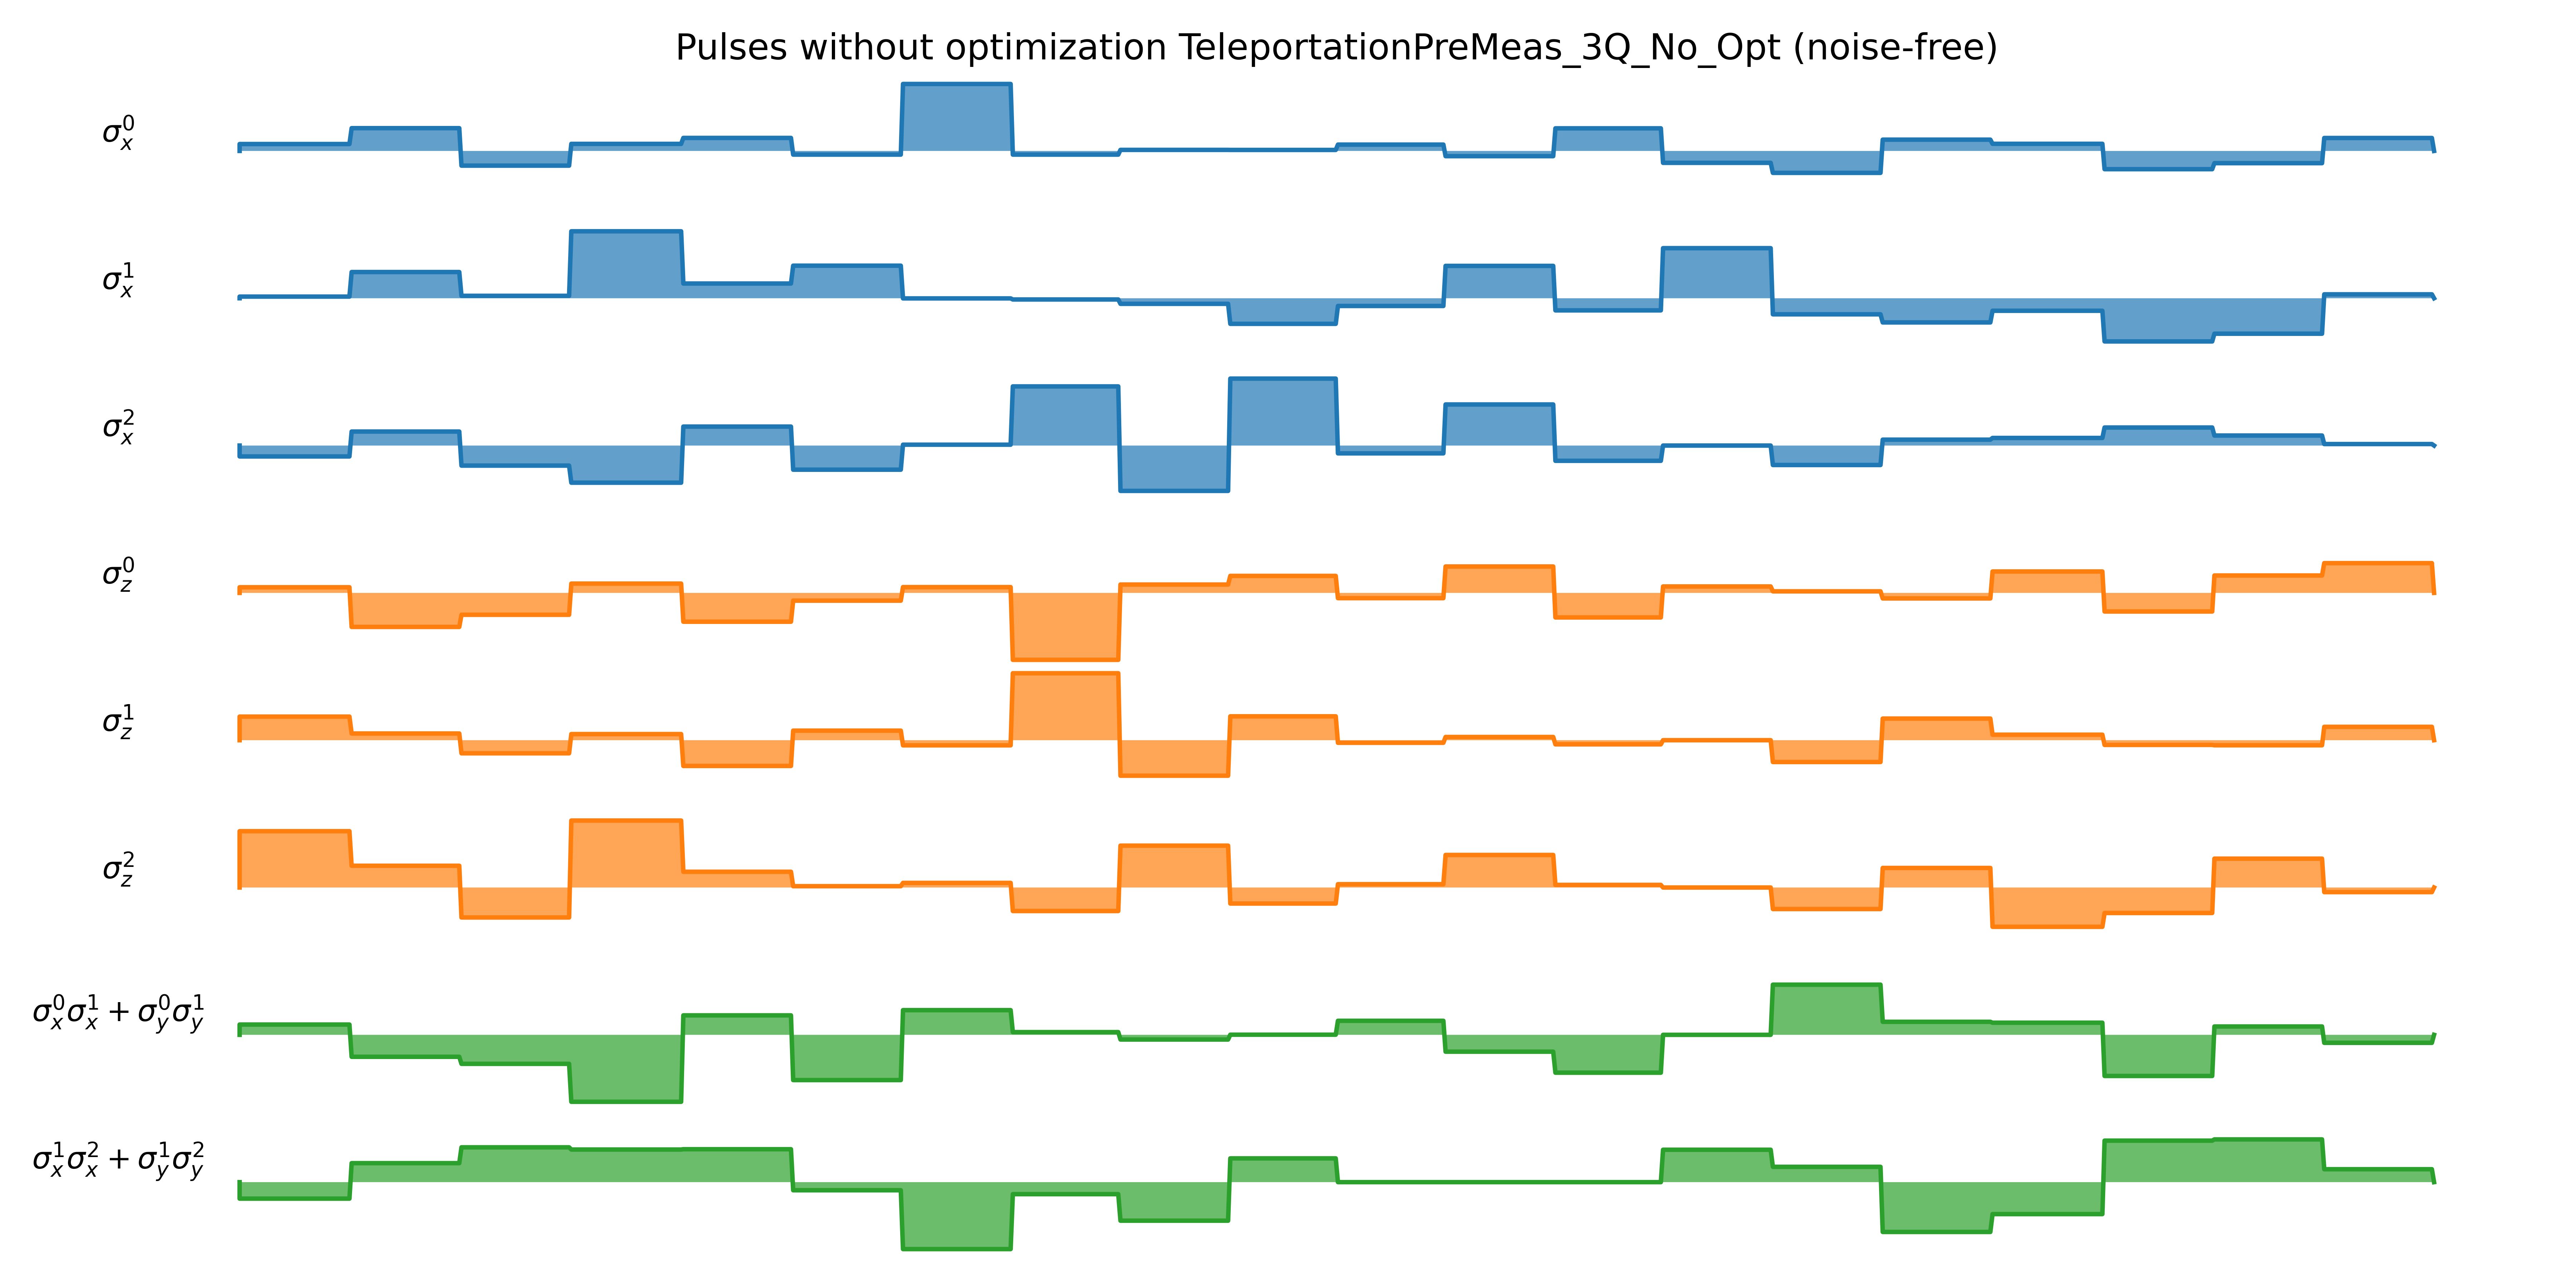 Pulses without optimization TeleportationPreMeas_3Q_No_Opt (noise-free)
σ_x^0
σ_x^1
σ_x^2
σ_z^0
σ_z^1
σ_z^2
σ_x^0σ_x^1 + σ_y^0σ_y^1
σ_x^1σ_x^2 + σ_y^1σ_y^2